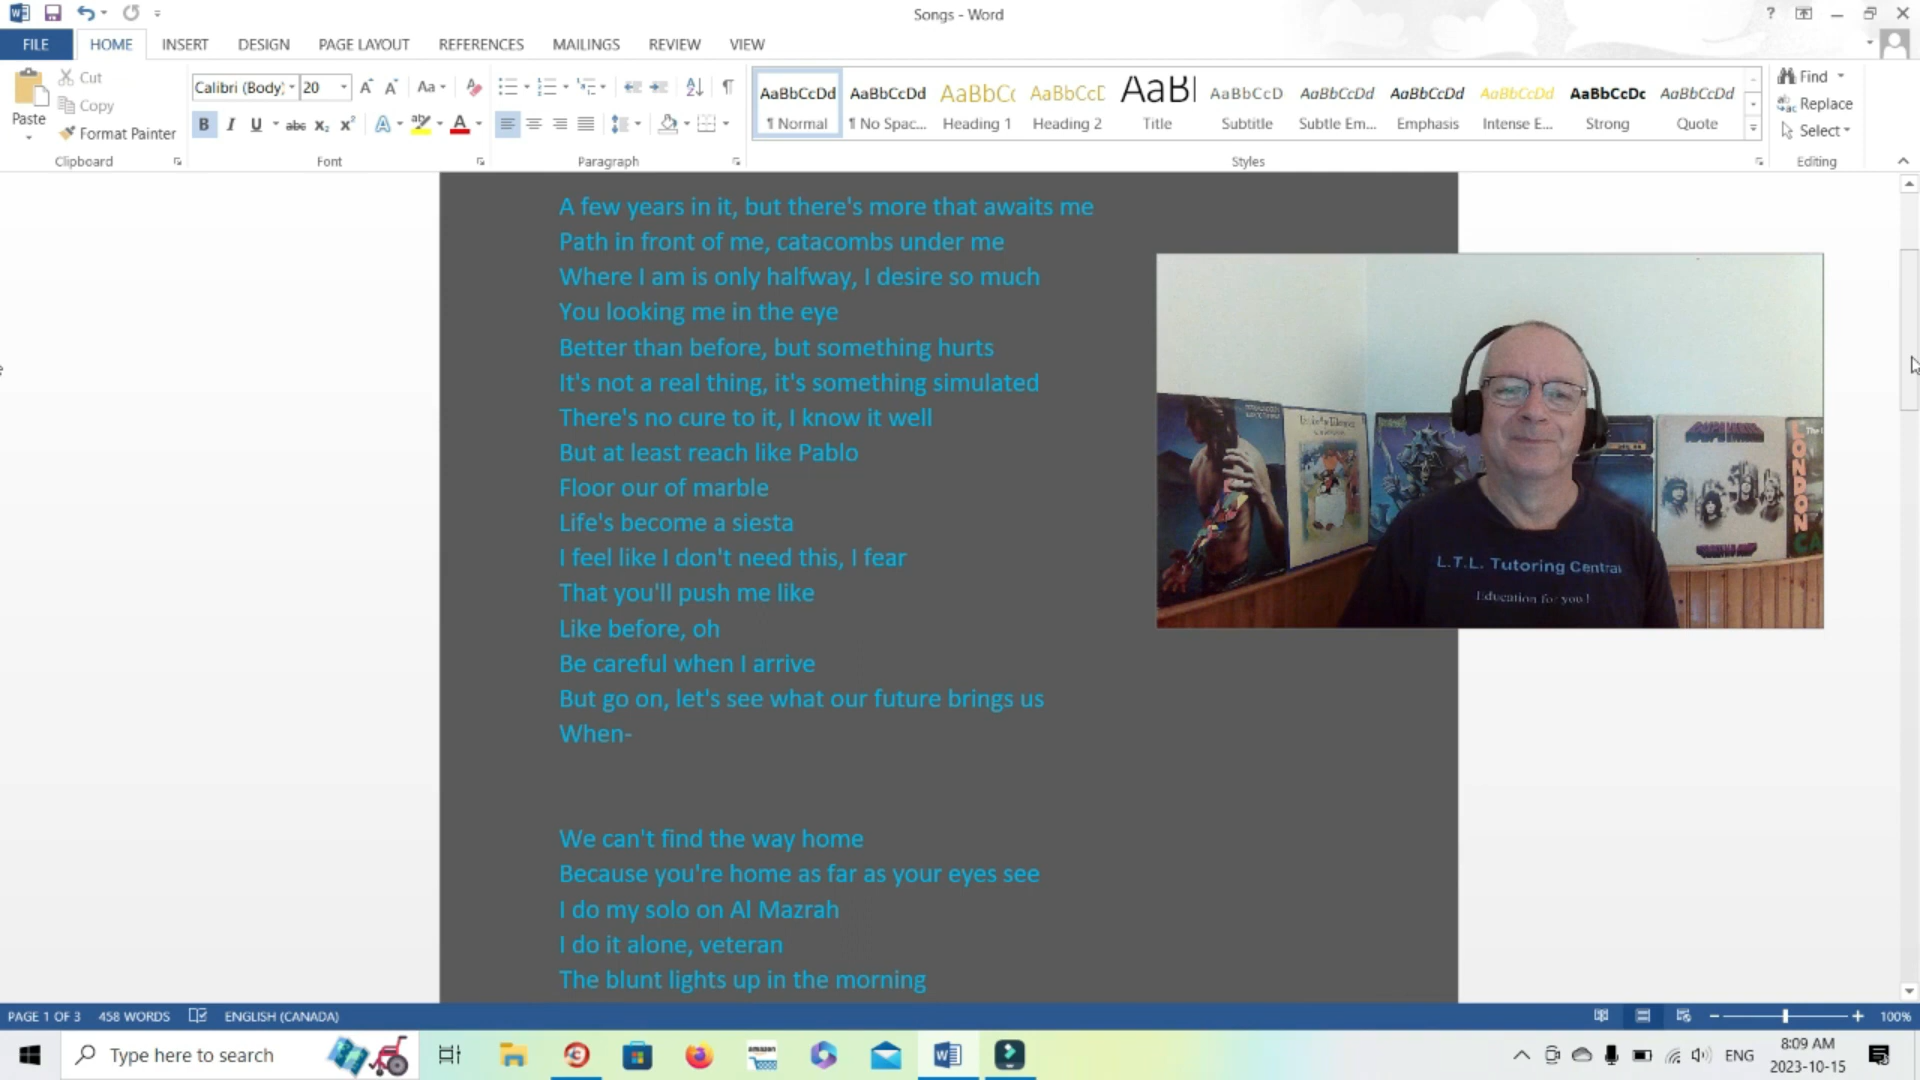 Songs - Word
FILE HOME INSERT DESIGN PAGE LAYOUT REFERENCES MAILINGS REVIEW VIEW
Paste
Cut
Copy
Format Painter
Clipboard
Calibri (Body) 20
Font
Paragraph
AaBbCcDd AaBbCcDd AaBbCc AaBbCcD AaBl AaBbCcD AaBbCcDd AaBbCcDd AaBbCcDd AaBbCcDc AaBbCcDd
¶ Normal ¶ No Spac... Heading 1 Heading 2 Title Subtitle Subtle Em... Emphasis Intense E... Strong Quote
Styles
Find
Replace
Select
Editing
A few years in it, but there's more that awaits me
Path in front of me, catacombs under me
Where I am is only halfway, I desire so much
You looking me in the eye
Better than before, but something hurts
It's not a real thing, it's something simulated
There's no cure to it, I know it well
But at least reach like Pablo
Floor our of marble
Life's become a siesta
I feel like I don't need this, I fear
That you'll push me like
Like before, oh
Be careful when I arrive
But go on, let's see what our future brings us
When-
We can't find the way home
Because you're home as far as your eyes see
I do my solo on Al Mazrah
I do it alone, veteran
The blunt lights up in the morning
L.T.L. Tutoring Central
Education for you!
LONDON
PAGE 1 OF 3 458 WORDS ENGLISH (CANADA) 100%
Type here to search
amazon
ENG
8:09 AM
2023-10-15